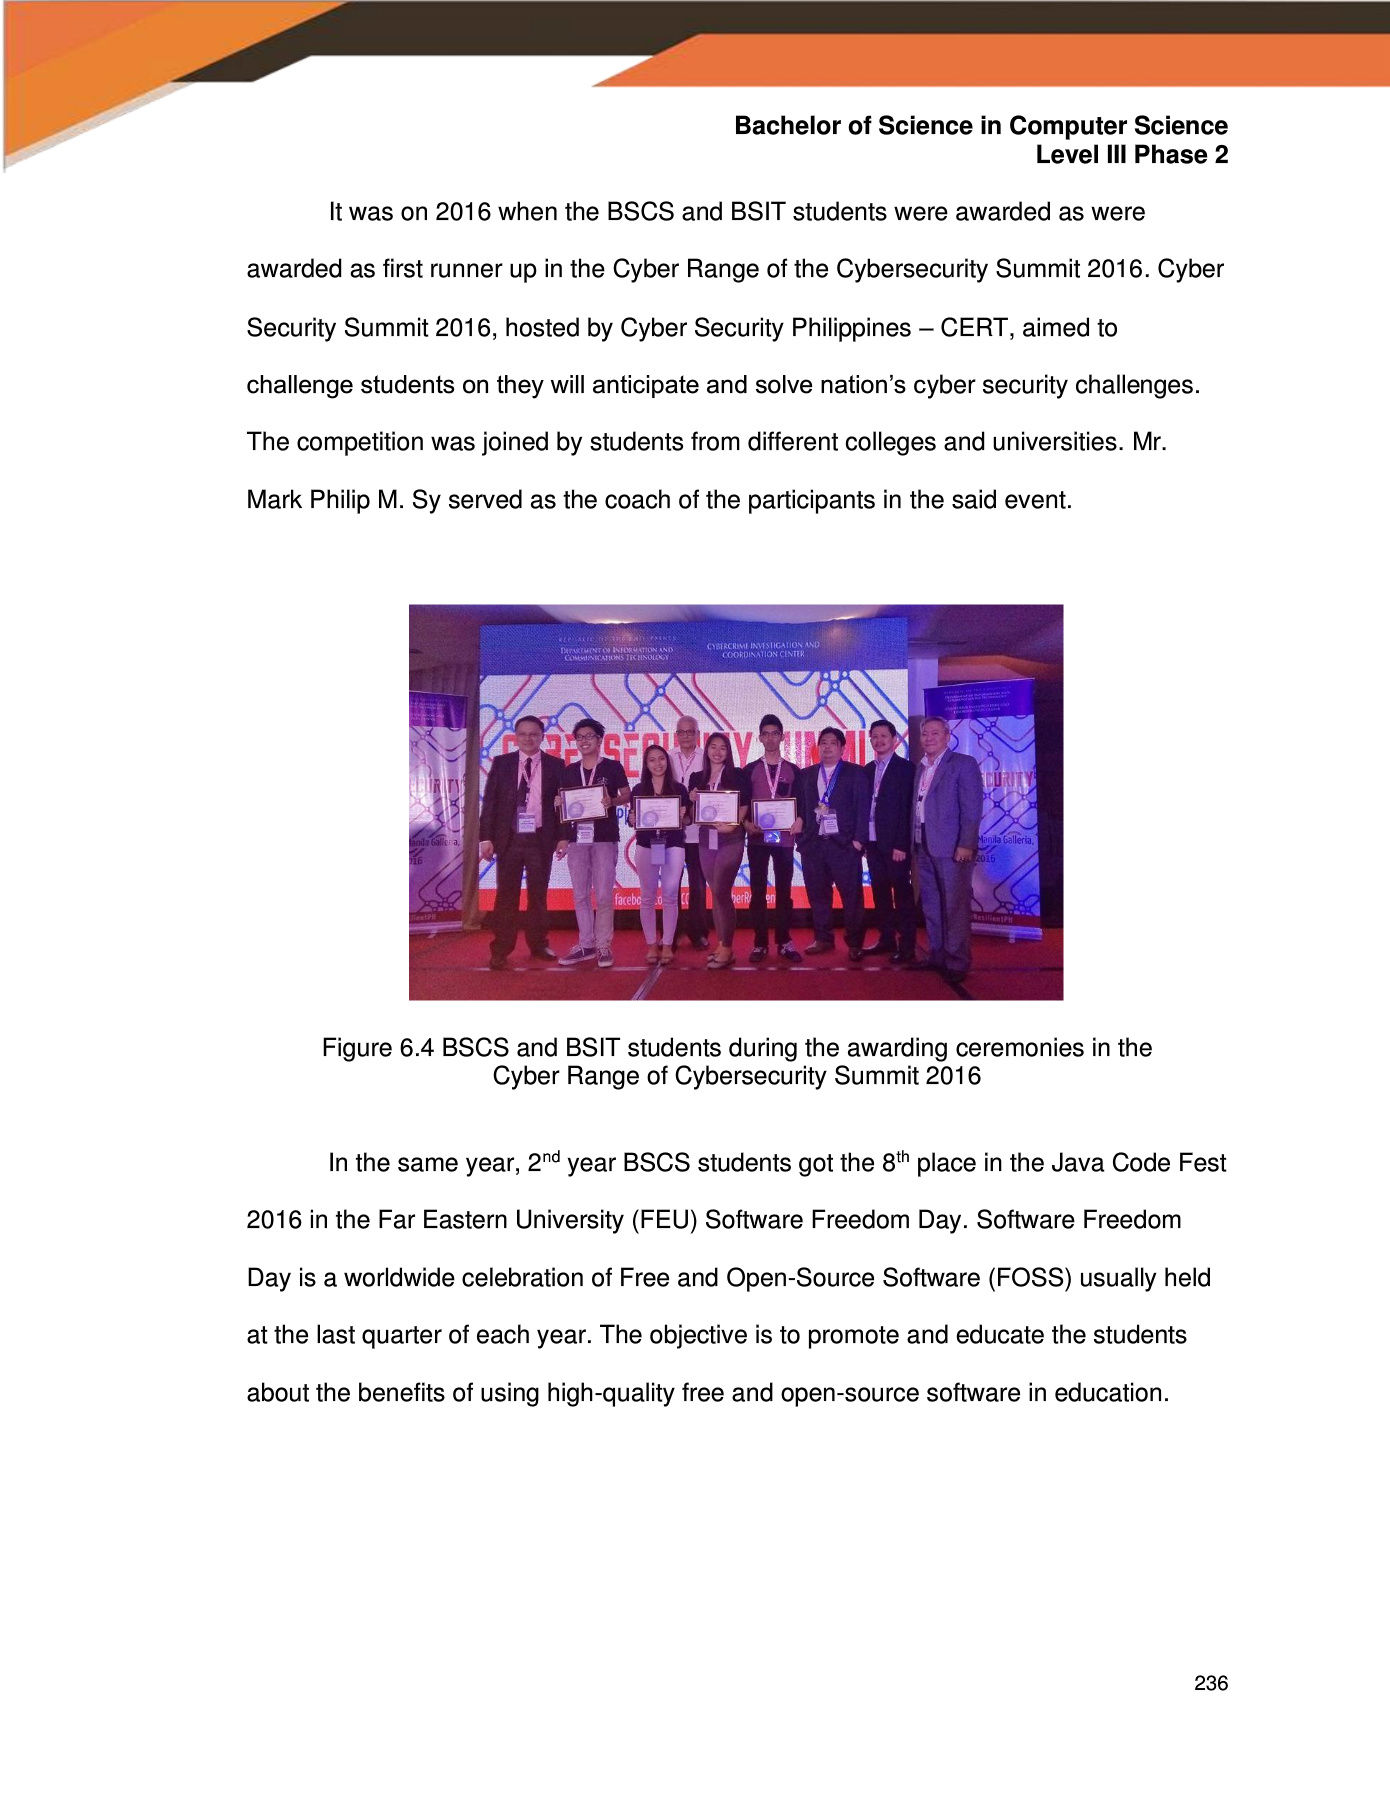 Bachelor of Science in Computer Science
Level III Phase 2
It was on 2016 when the BSCS and BSIT students were awarded as were
awarded as first runner up in the Cyber Range of the Cybersecurity Summit 2016. Cyber
Security Summit 2016, hosted by Cyber Security Philippines – CERT, aimed to
challenge students on they will anticipate and solve nation’s cyber security challenges.
The competition was joined by students from different colleges and universities. Mr.
Mark Philip M. Sy served as the coach of the participants in the said event.
REPUBLIC OF THE PHILIPPINES
DEPARTMENT OF INFORMATION AND
COMMUNICATIONS TECHNOLOGY
CYBERCRIME INVESTIGATION AND
COORDINATION CENTER
Manila Galleria,
2016
Figure 6.4 BSCS and BSIT students during the awarding ceremonies in the
Cyber Range of Cybersecurity Summit 2016
In the same year, 2nd year BSCS students got the 8th place in the Java Code Fest
2016 in the Far Eastern University (FEU) Software Freedom Day. Software Freedom
Day is a worldwide celebration of Free and Open-Source Software (FOSS) usually held
at the last quarter of each year. The objective is to promote and educate the students
about the benefits of using high-quality free and open-source software in education.
236